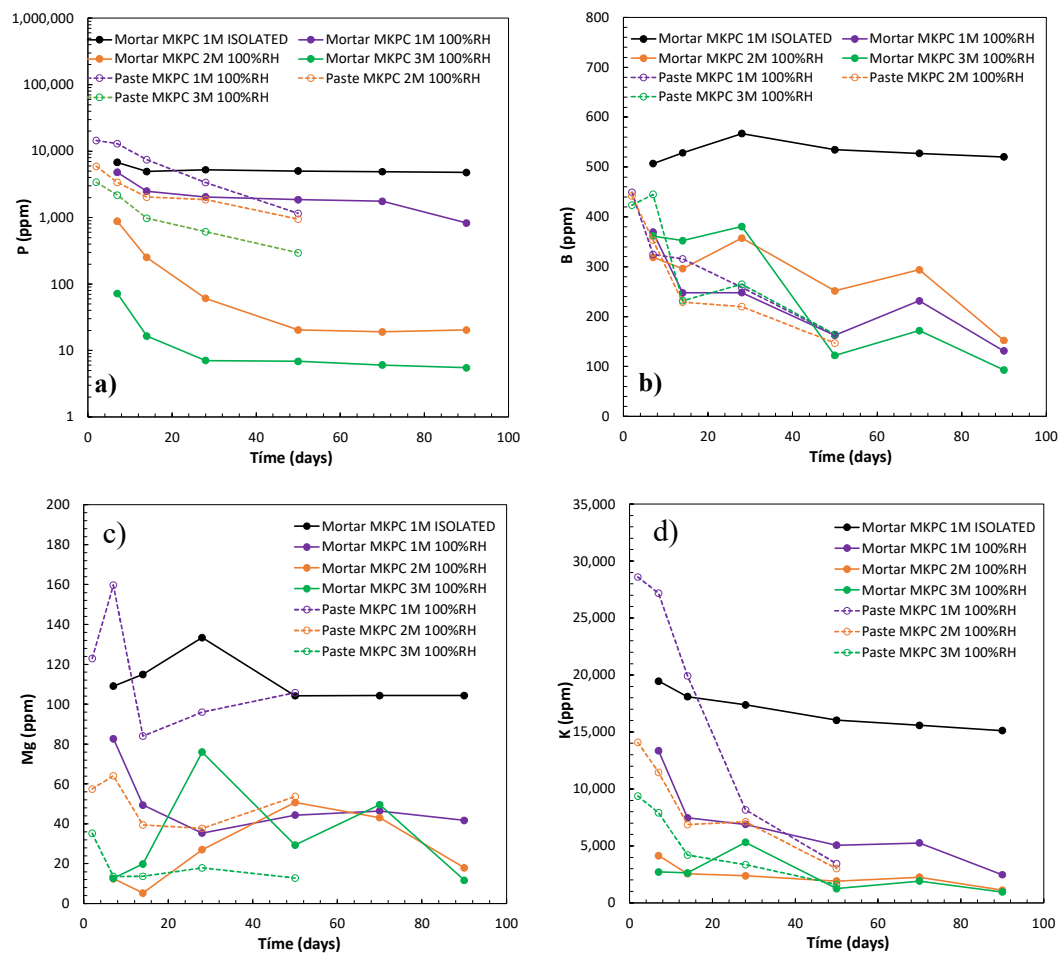 1,000,000
100,000
10,000
1,000
100
10
1
P (ppm)
Mortar MKPC 1M ISOLATED
Mortar MKPC 1M 100%RH
Mortar MKPC 2M 100%RH
Mortar MKPC 3M 100%RH
Paste MKPC 1M 100%RH
Paste MKPC 2M 100%RH
Paste MKPC 3M 100%RH
a)
0 20 40 60 80 100
Tíme (days)
800
700
600
500
400
300
200
100
0
B (ppm)
Mortar MKPC 1M ISOLATED
Mortar MKPC 1M 100%RH
Mortar MKPC 2M 100%RH
Mortar MKPC 3M 100%RH
Paste MKPC 1M 100%RH
Paste MKPC 2M 100%RH
Paste MKPC 3M 100%RH
b)
0 20 40 60 80 100
Tíme (days)
200
180
160
140
120
100
80
60
40
20
0
Mg (ppm)
c)
Mortar MKPC 1M ISOLATED
Mortar MKPC 1M 100%RH
Mortar MKPC 2M 100%RH
Mortar MKPC 3M 100%RH
Paste MKPC 1M 100%RH
Paste MKPC 2M 100%RH
Paste MKPC 3M 100%RH
0 20 40 60 80 100
Tíme (days)
35,000
30,000
25,000
20,000
15,000
10,000
5,000
0
K (ppm)
d)
Mortar MKPC 1M ISOLATED
Mortar MKPC 1M 100%RH
Mortar MKPC 2M 100%RH
Mortar MKPC 3M 100%RH
Paste MKPC 1M 100%RH
Paste MKPC 2M 100%RH
Paste MKPC 3M 100%RH
0 20 40 60 80 100
Tíme (days)